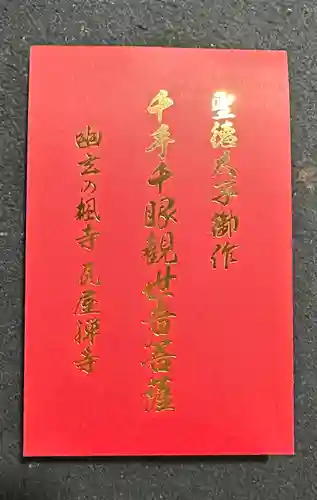 聖徳太子御作
千手千眼観世音菩薩
幽玄の楓寺 瓦屋禅寺